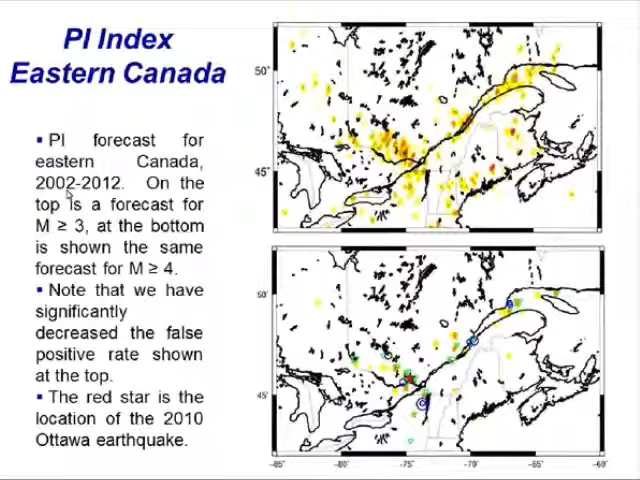 PI Index
Eastern Canada
▪ PI forecast for
eastern Canada,
2002-2012. On the
top is a forecast for
M ≥ 3, at the bottom
is shown the same
forecast for M ≥ 4.
▪ Note that we have
significantly
decreased the false
positive rate shown
at the top.
▪ The red star is the
location of the 2010
Ottawa earthquake.
50°
45°
50°
45°
-85° -80° -75° -70° -65° -60°